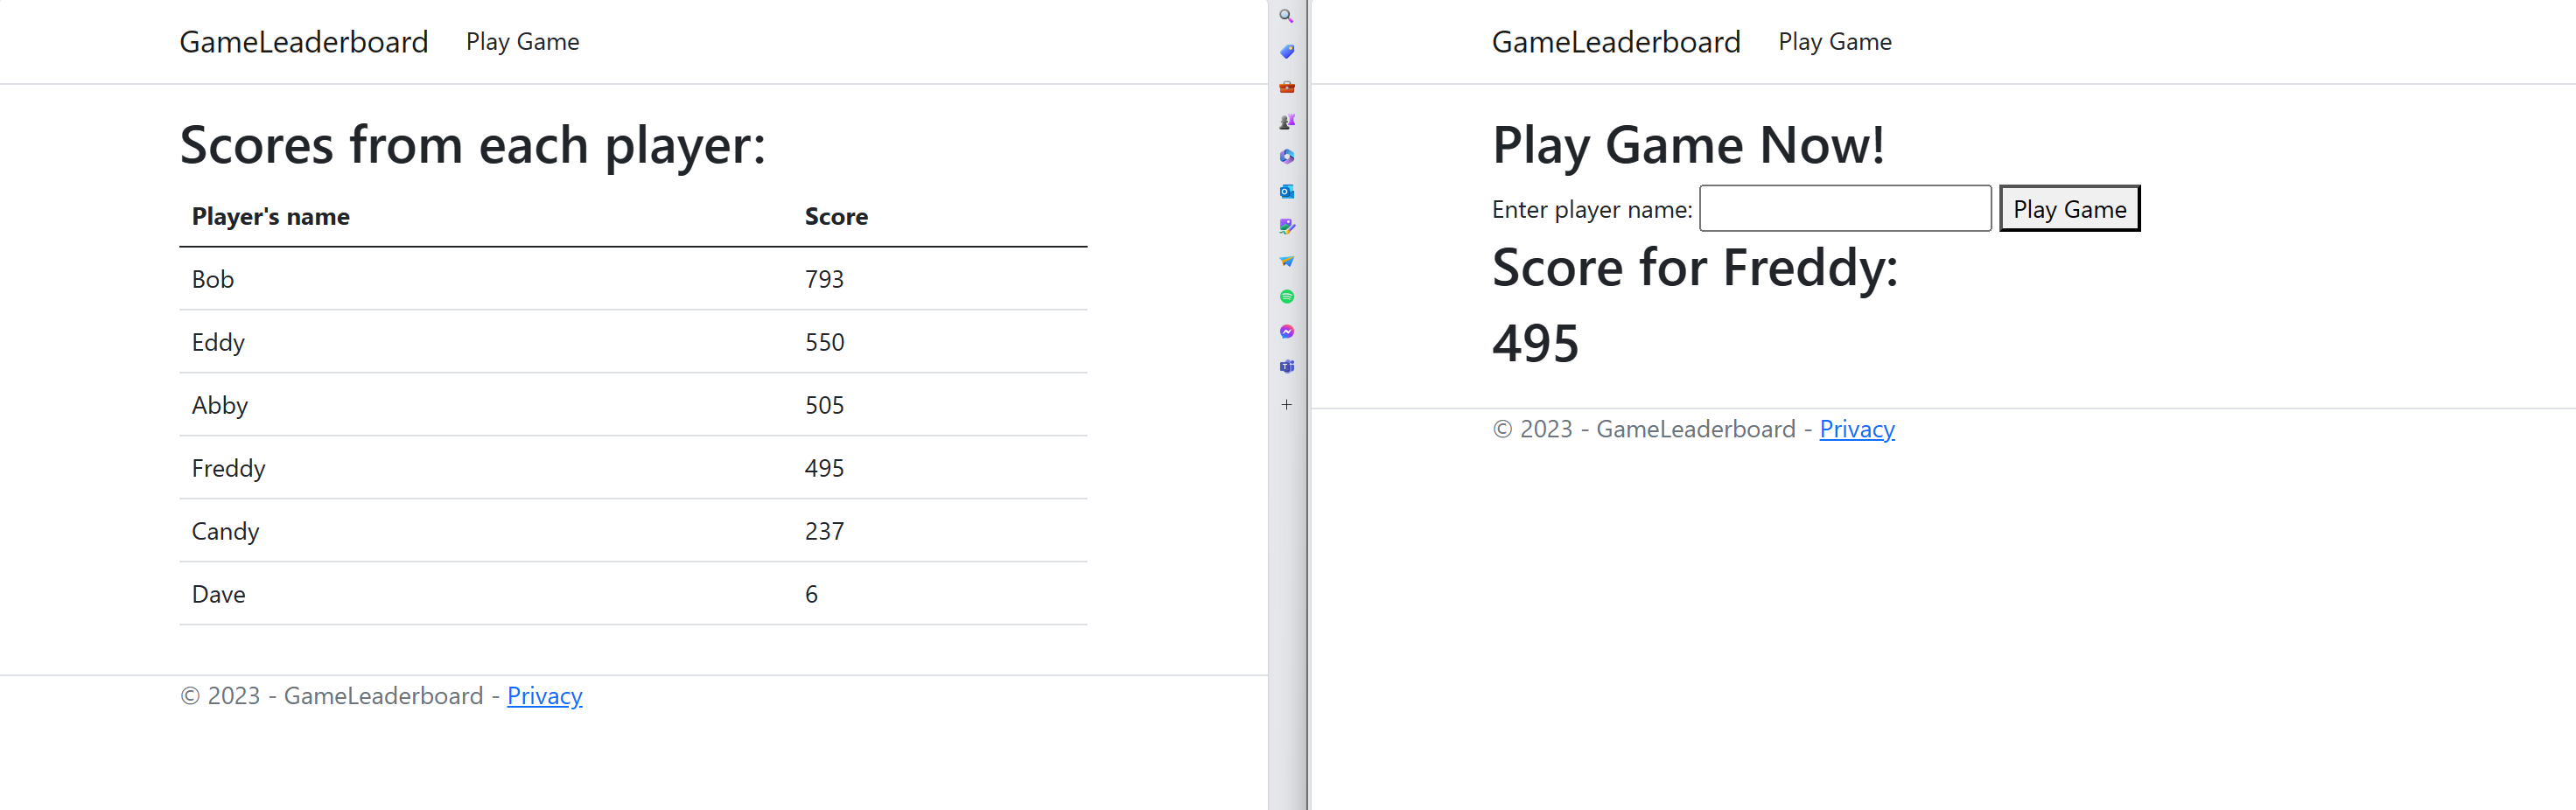 GameLeaderboard Play Game
Scores from each player:
Player's name Score
Bob 793
Eddy 550
Abby 505
Freddy 495
Candy 237
Dave 6
© 2023 - GameLeaderboard - Privacy
GameLeaderboard Play Game
Play Game Now!
Enter player name: Play Game
Score for Freddy:
495
© 2023 - GameLeaderboard - Privacy